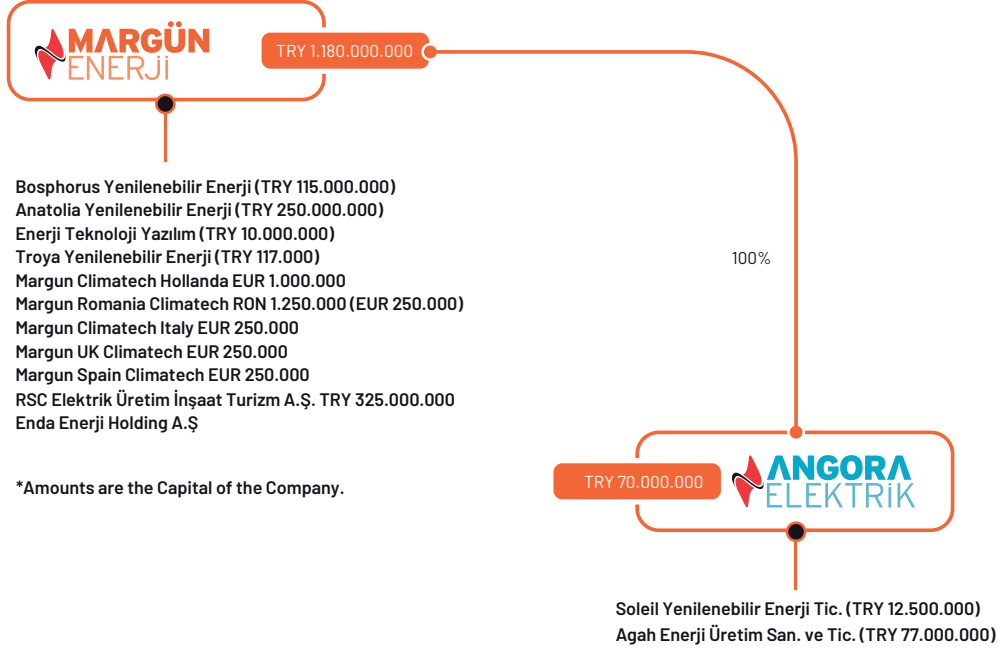 MARGÜN
ENERJİ
TRY 1.180.000.000
Bosphorus Yenilenebilir Enerji (TRY 115.000.000)
Anatolia Yenilenebilir Enerji (TRY 250.000.000)
Enerji Teknoloji Yazılım (TRY 10.000.000)
Troya Yenilenebilir Enerji (TRY 117.000)
Margun Climatech Hollanda EUR 1.000.000
Margun Romania Climatech RON 1.250.000 (EUR 250.000)
Margun Climatech Italy EUR 250.000
Margun UK Climatech EUR 250.000
Margun Spain Climatech EUR 250.000
RSC Elektrik Üretim İnşaat Turizm A.Ş. TRY 325.000.000
Enda Enerji Holding A.Ş
*Amounts are the Capital of the Company.
100%
TRY 70.000.000
ANGORA
ELEKTRİK
Soleil Yenilenebilir Enerji Tic. (TRY 12.500.000)
Agah Enerji Üretim San. ve Tic. (TRY 77.000.000)